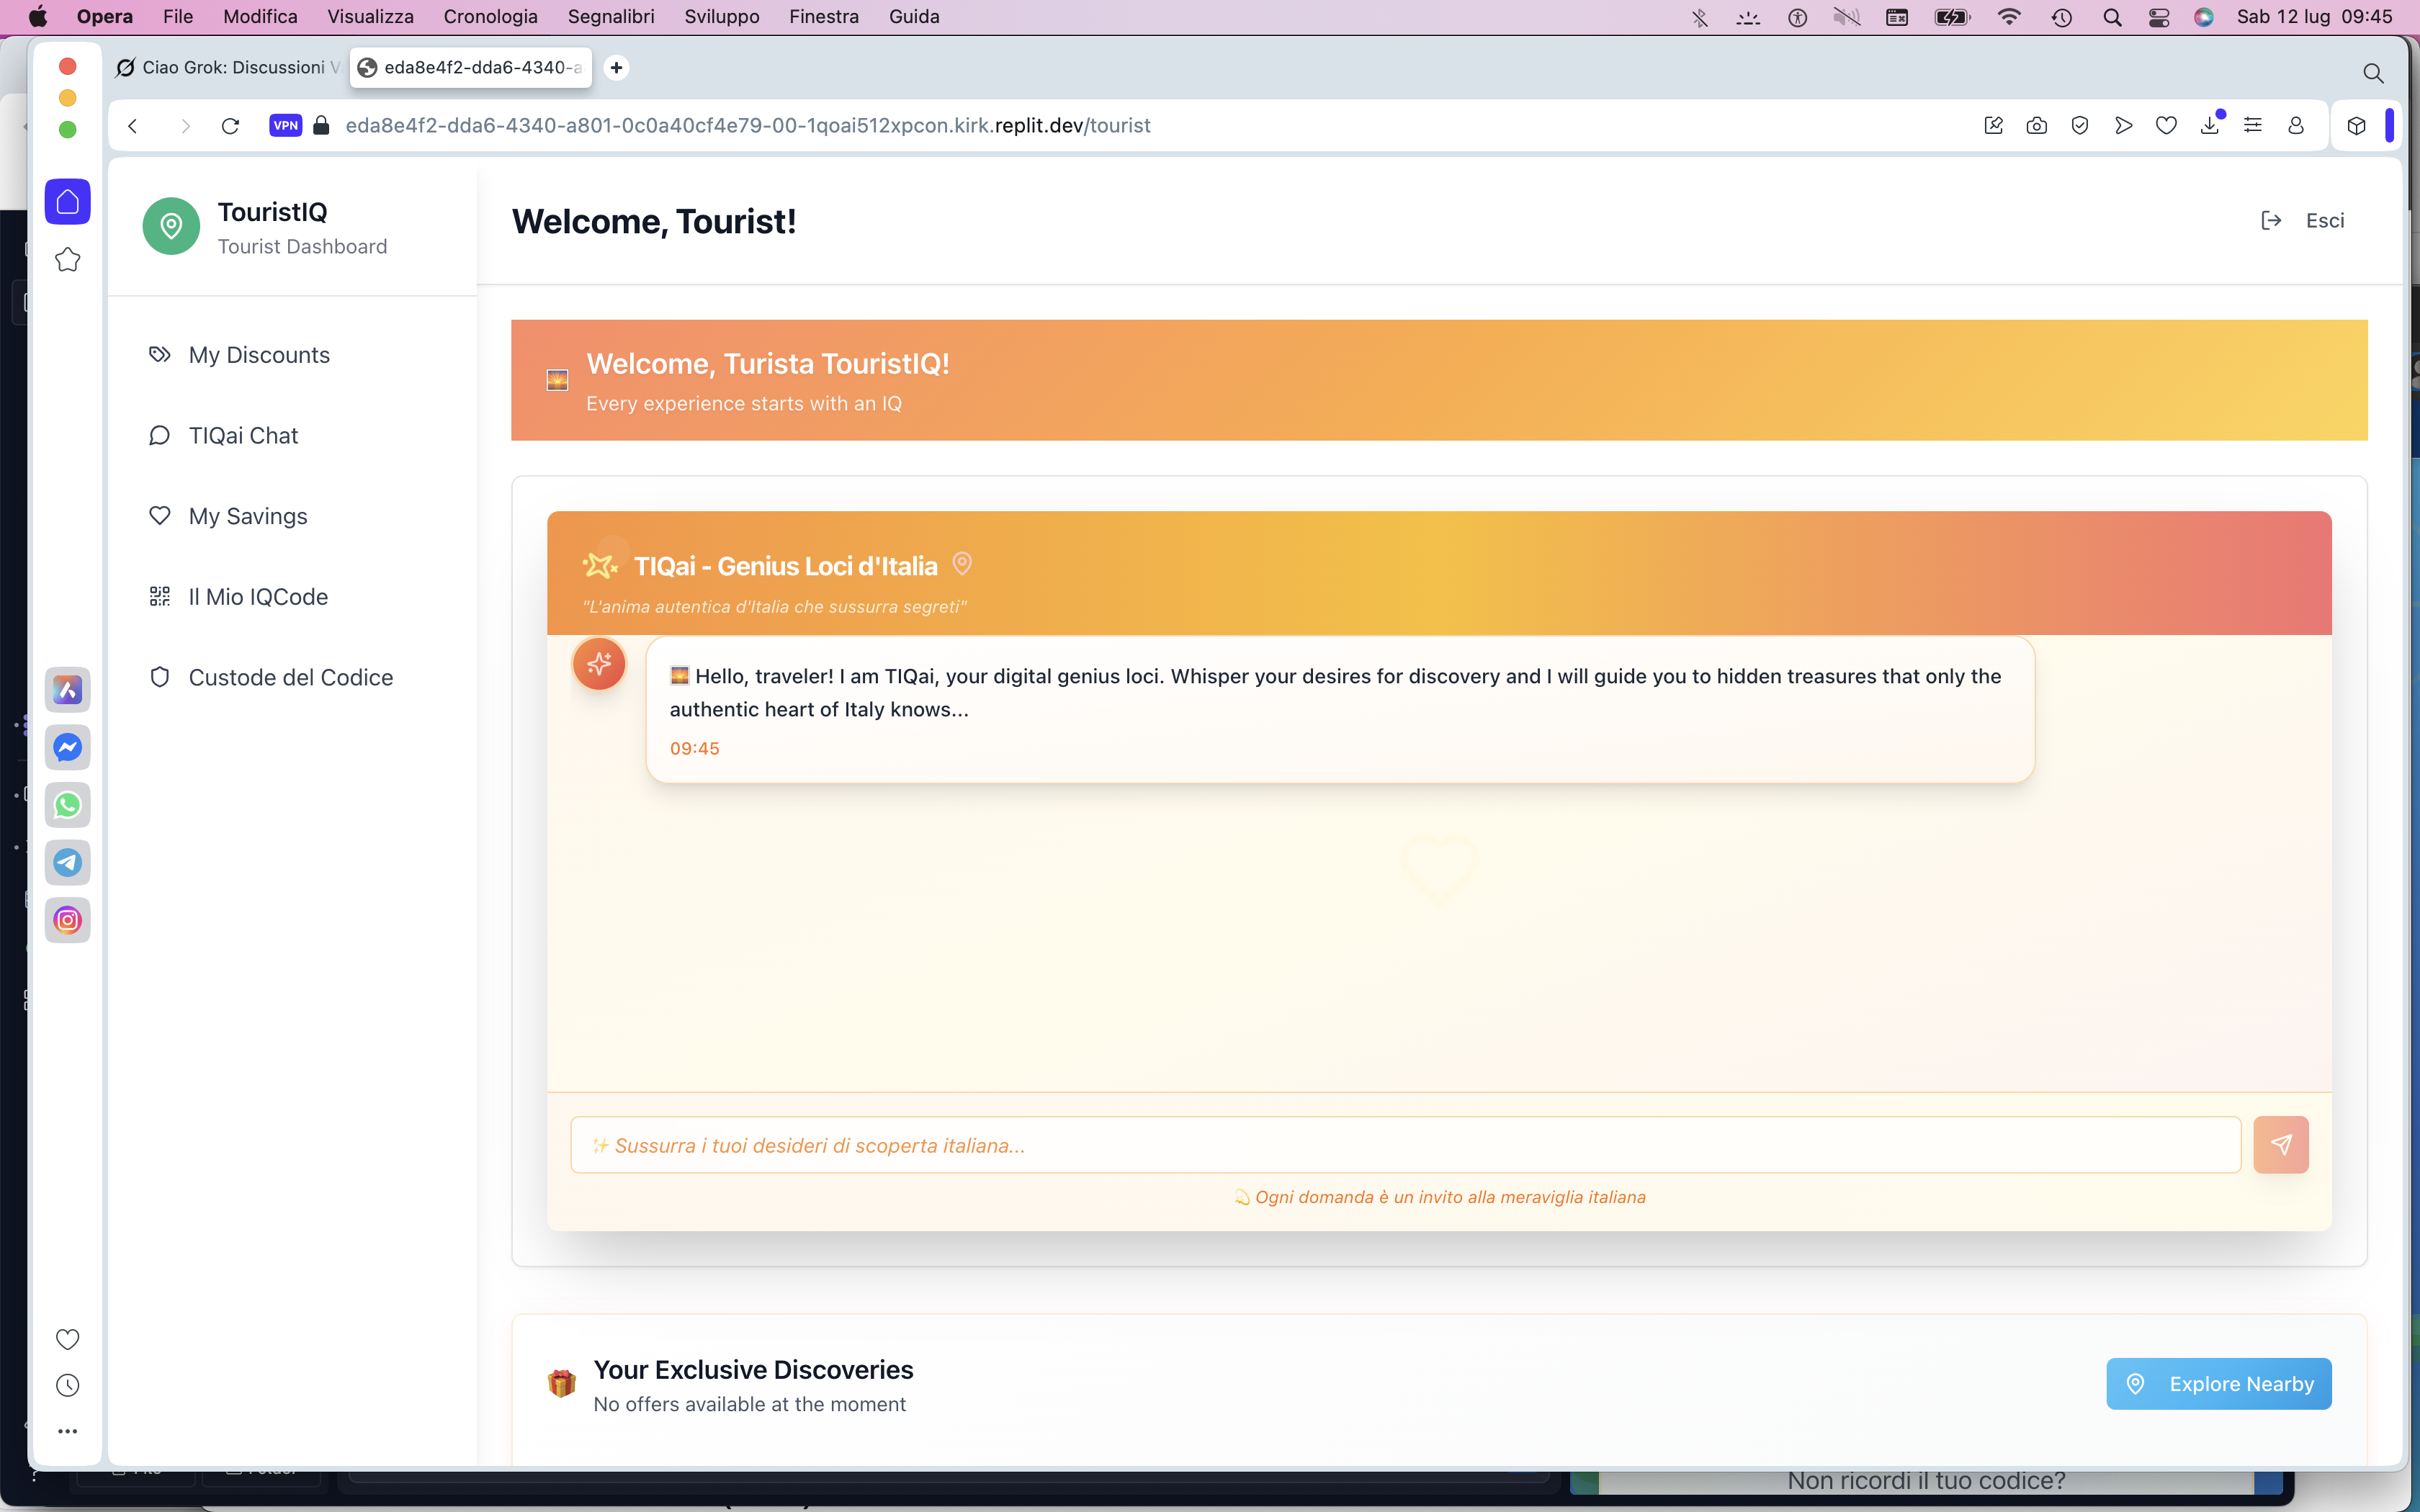 Opera File Modifica Visualizza Cronologia Segnalibri Sviluppo Finestra Guida Sab 12 lug 09:45
Ciao Grok: Discussioni eda8e4f2-dda6-4340-a
VPN eda8e4f2-dda6-4340-a801-0c0a40cf4e79-00-1qoai512xpcon.kirk.replit.dev/tourist
TouristIQ
Tourist Dashboard
Welcome, Tourist!
Esci
My Discounts
TIQai Chat
My Savings
Il Mio IQCode
Custode del Codice
Welcome, Turista TouristIQ!
Every experience starts with an IQ
TIQai - Genius Loci d'Italia
"L'anima autentica d'Italia che sussurra segreti"
🌅 Hello, traveler! I am TIQai, your digital genius loci. Whisper your desires for discovery and I will guide you to hidden treasures that only the
authentic heart of Italy knows...
09:45
✨ Sussurra i tuoi desideri di scoperta italiana...
💫 Ogni domanda è un invito alla meraviglia italiana
Your Exclusive Discoveries
No offers available at the moment
Explore Nearby
Non ricordi il tuo codice?